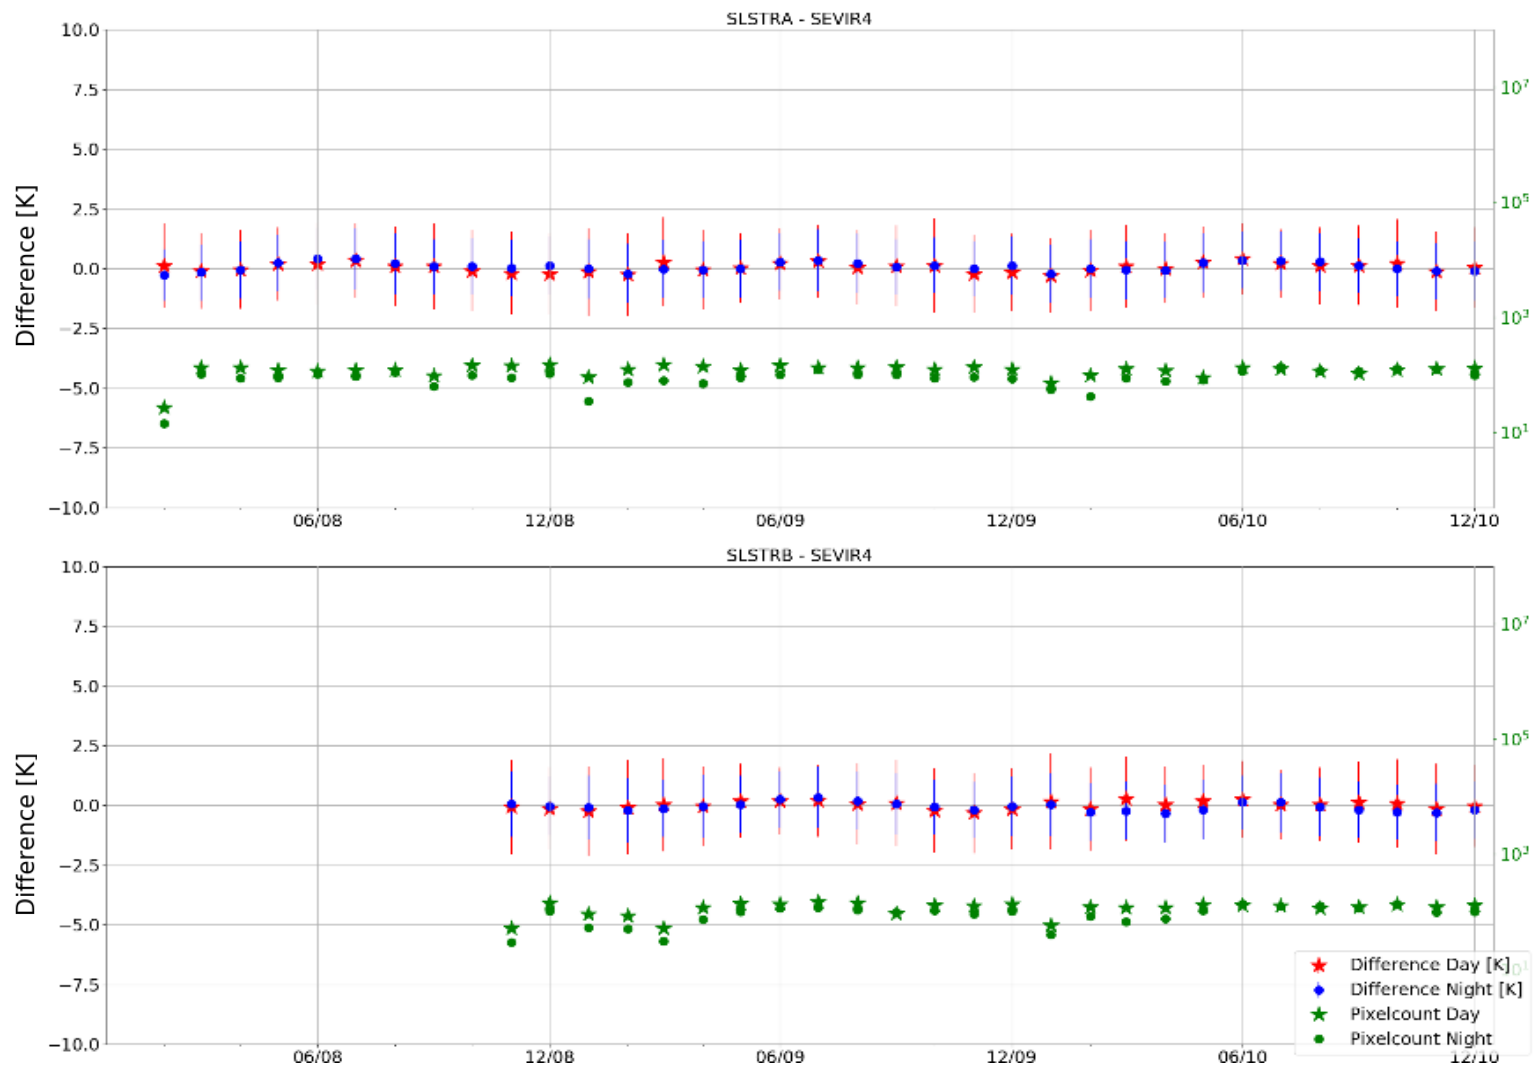 SLSTRA - SEVIR4
10.0
7.5
5.0
2.5
0.0
−2.5
−5.0
−7.5
−10.0
Difference [K]
10⁷
10⁵
10³
10¹
06/08 12/08 06/09 12/09 06/10 12/10
SLSTRB - SEVIR4
10.0
7.5
5.0
2.5
0.0
−2.5
−5.0
−7.5
−10.0
Difference [K]
10⁷
10⁵
10³
10¹
Difference Day [K]
Difference Night [K]
Pixelcount Day
Pixelcount Night
06/08 12/08 06/09 12/09 06/10 12/10